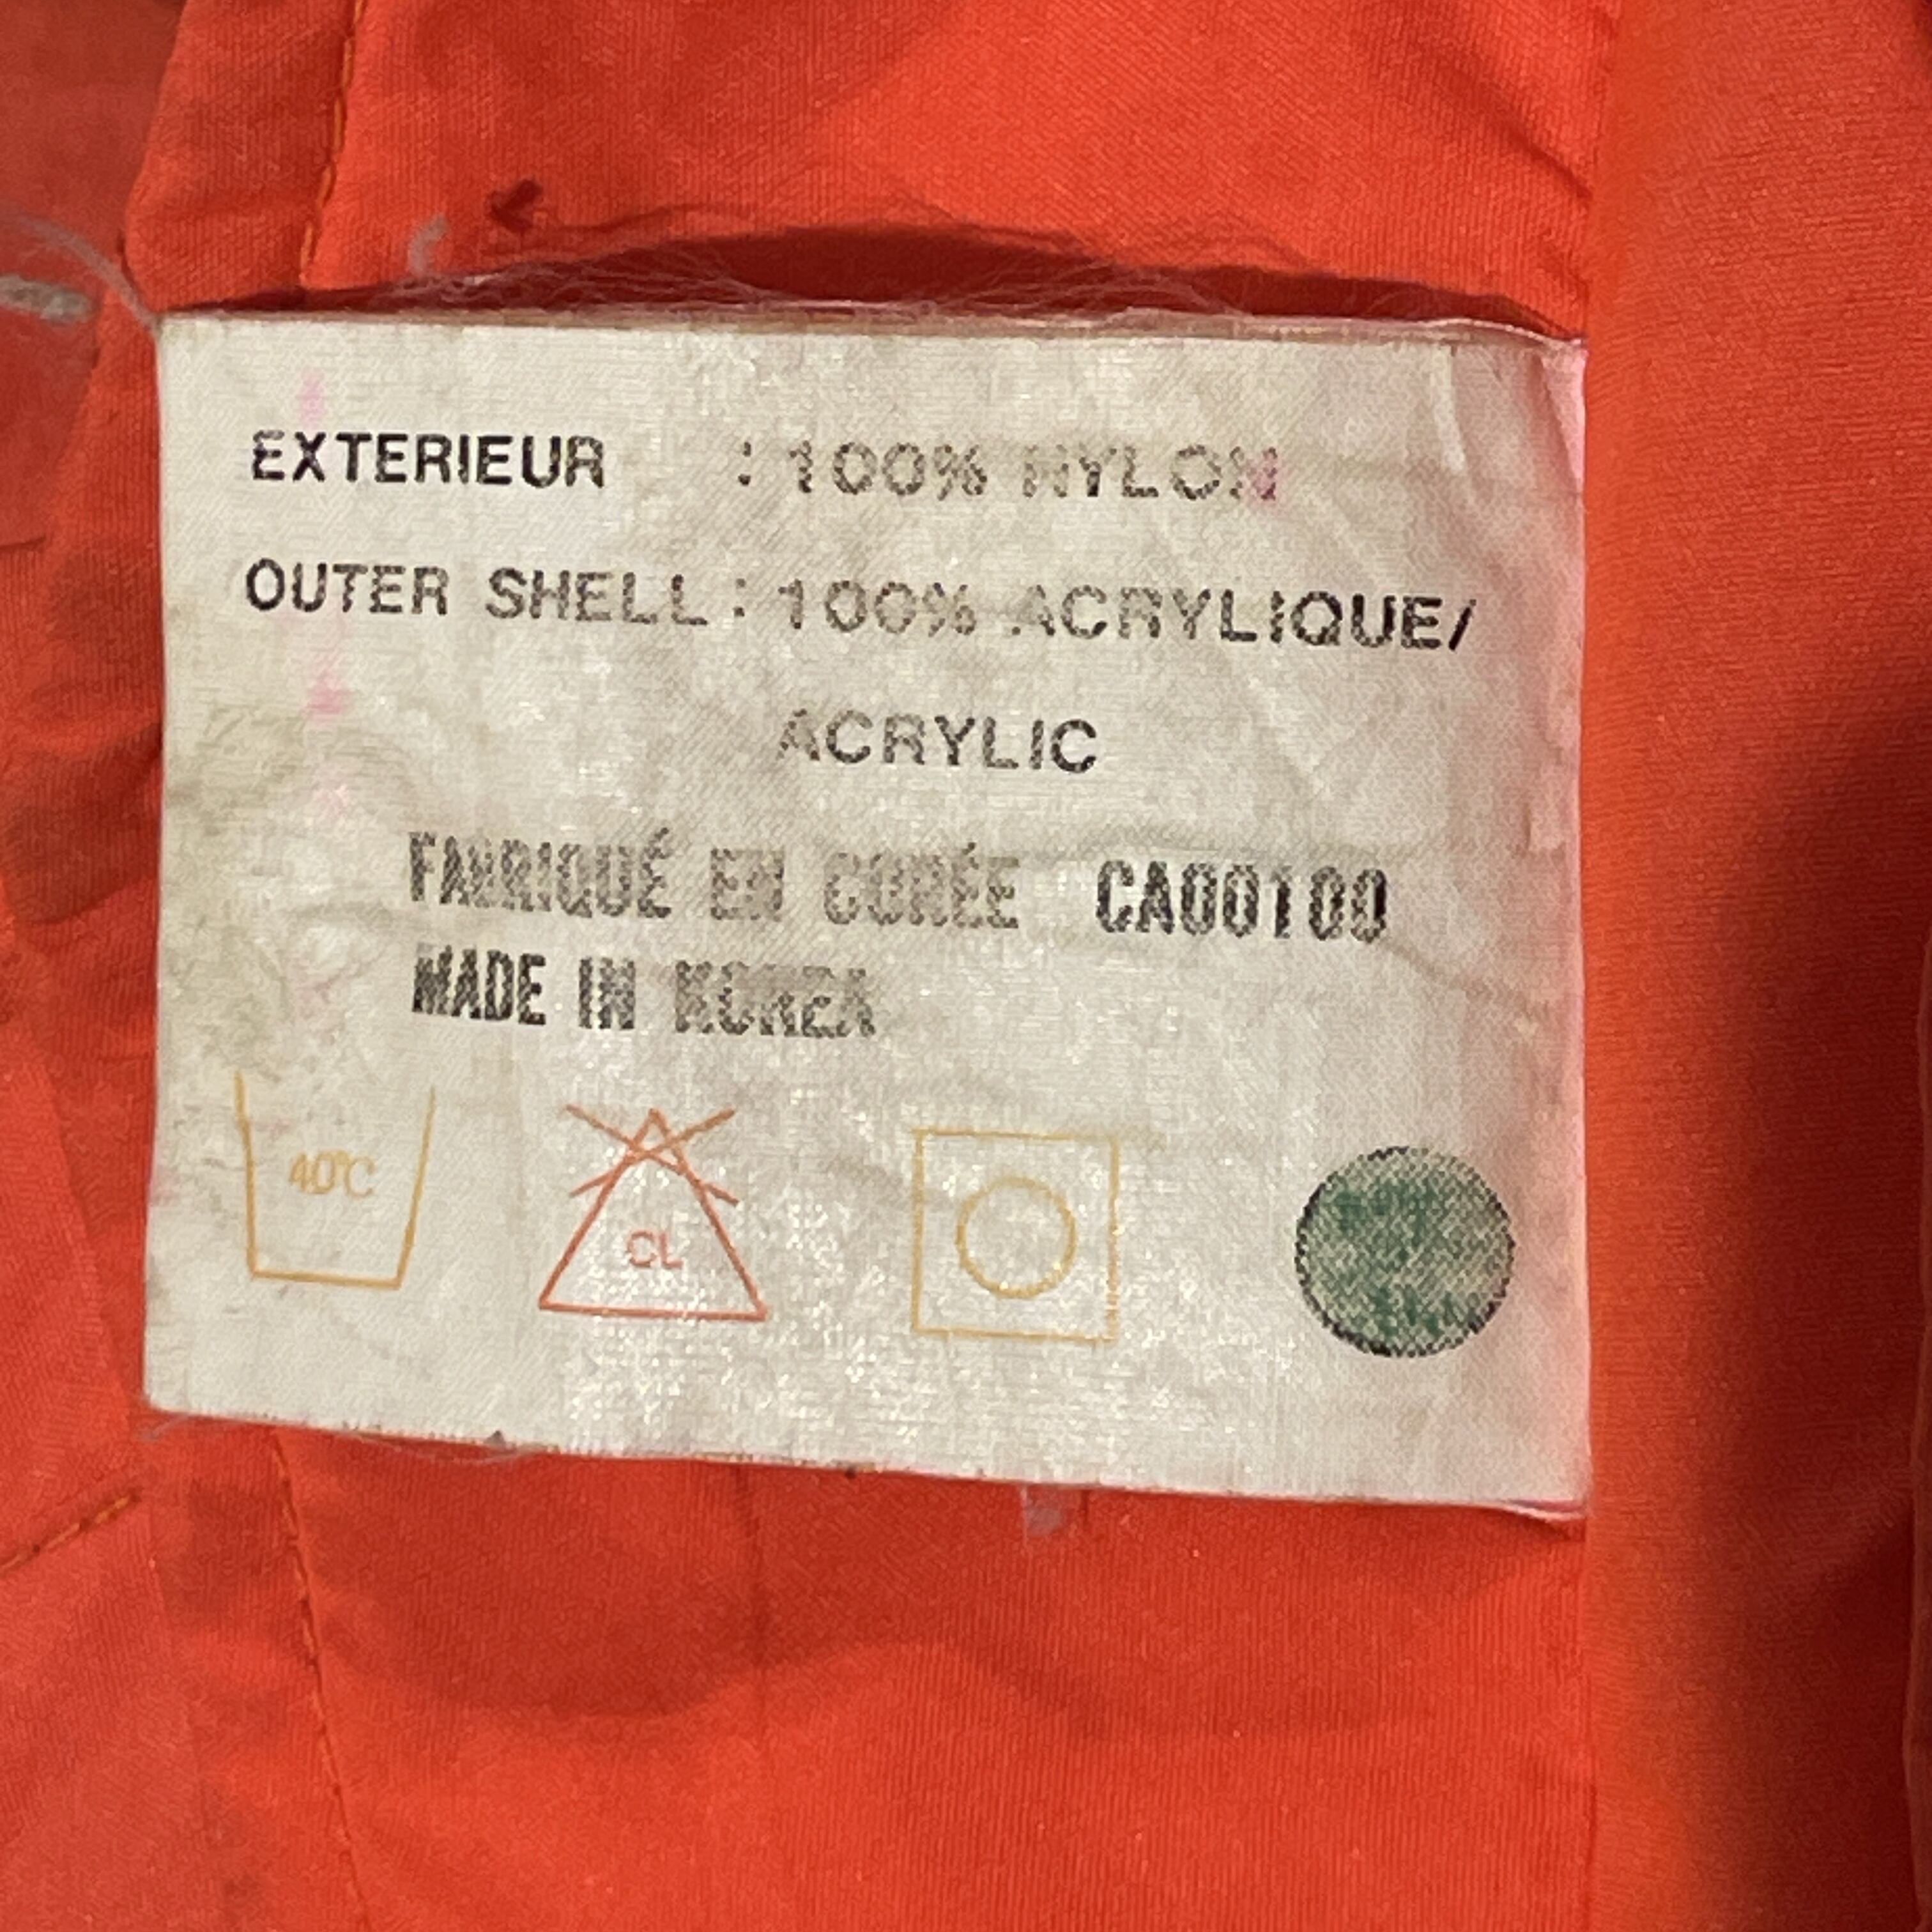 EXTERIEUR : 100% NYLON
OUTER SHELL : 100% ACRYLIQUE/
ACRYLIC
FABRIQUÉ EN CORÉE CA00100
MADE IN KOREA
40°C
CL